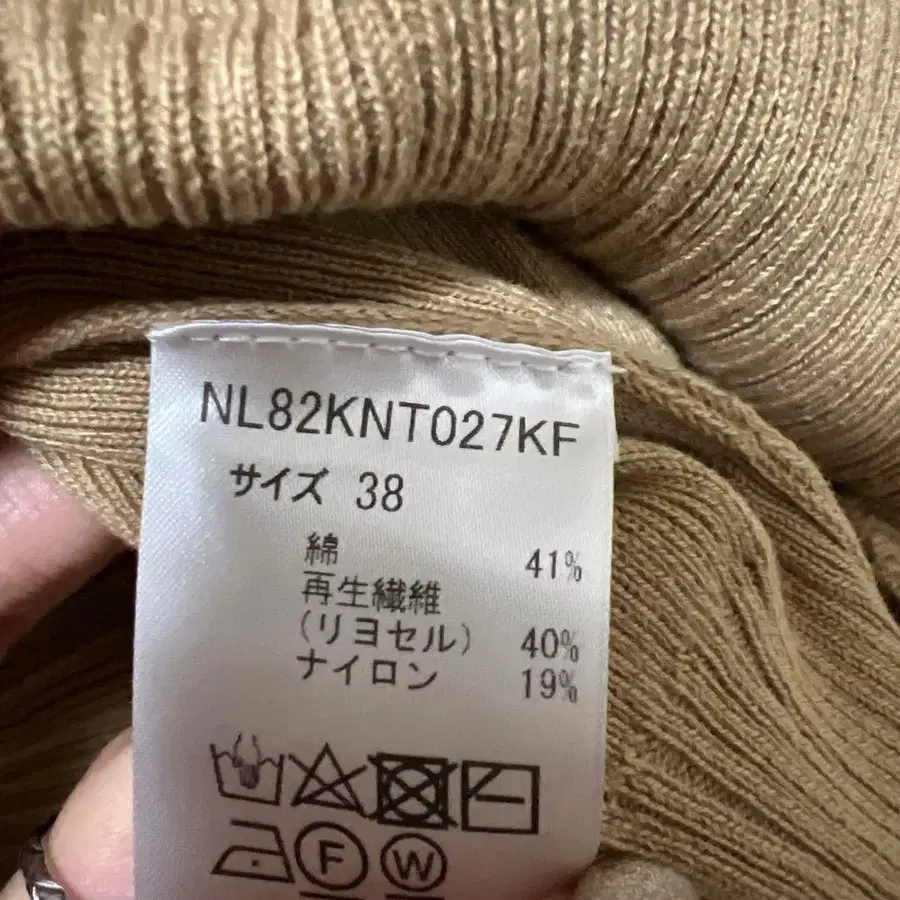 NL82KNT027KF
サイズ 38
綿 41%
再生繊維
(リヨセル) 40%
ナイロン 19%
F W